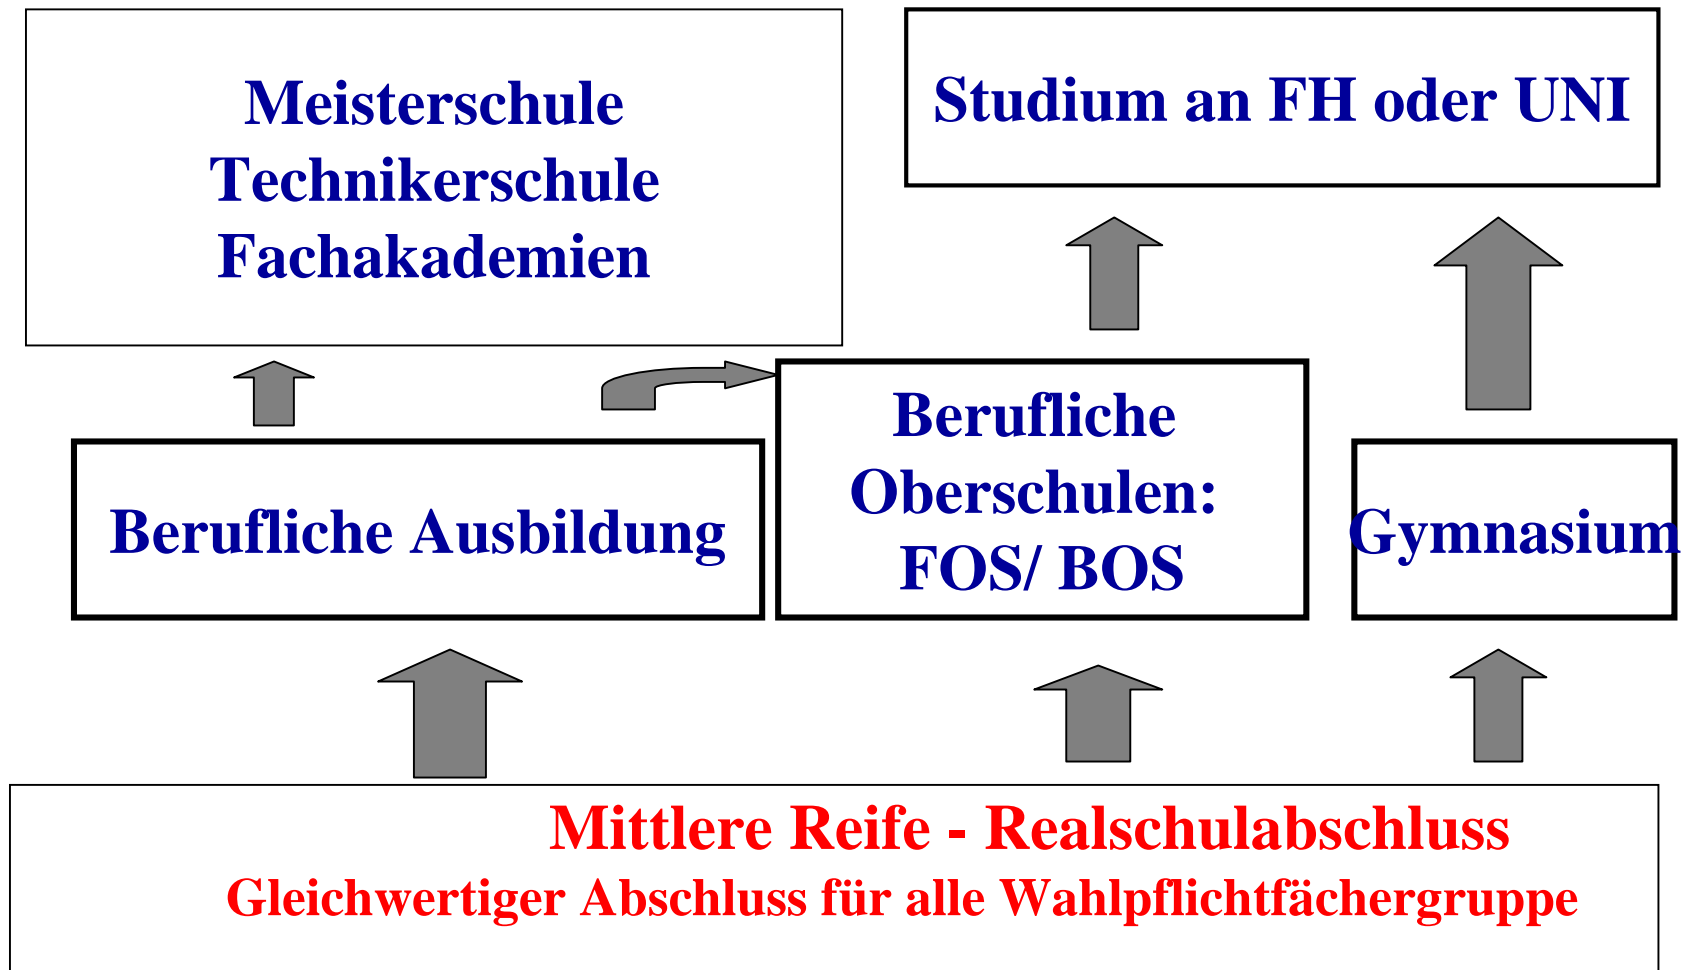 Meisterschule
Technikerschule
Fachakademien
Studium an FH oder UNI
Berufliche Ausbildung
Berufliche
Oberschulen:
FOS/ BOS
Gymnasium
Mittlere Reife - Realschulabschluss
Gleichwertiger Abschluss für alle Wahlpflichtfächergruppe